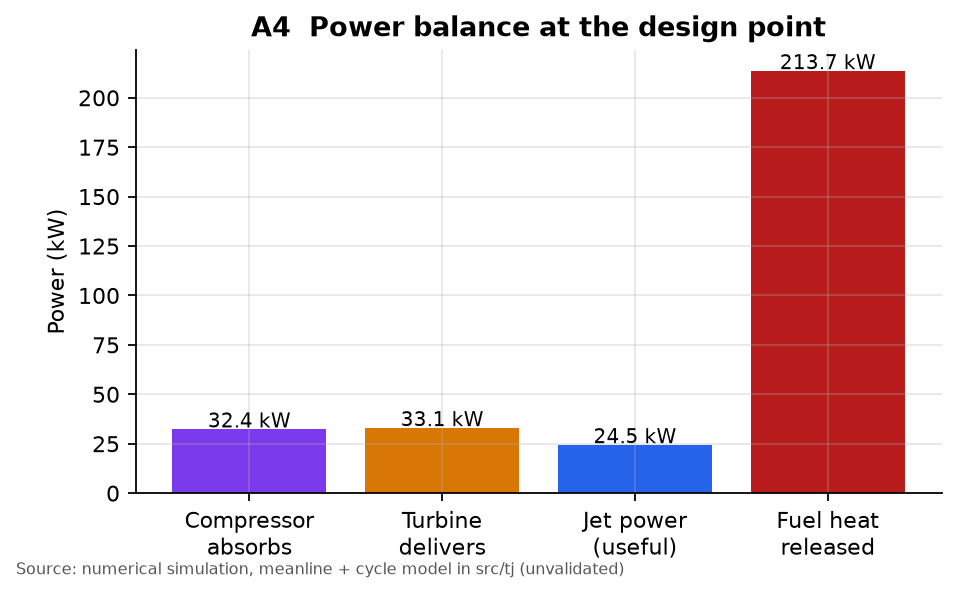 A4  Power balance at the design point
Power (kW)
200
175
150
125
100
75
50
25
0
32.4 kW
33.1 kW
24.5 kW
213.7 kW
Compressor
absorbs
Turbine
delivers
Jet power
(useful)
Fuel heat
released
Source: numerical simulation, meanline + cycle model in src/tj (unvalidated)